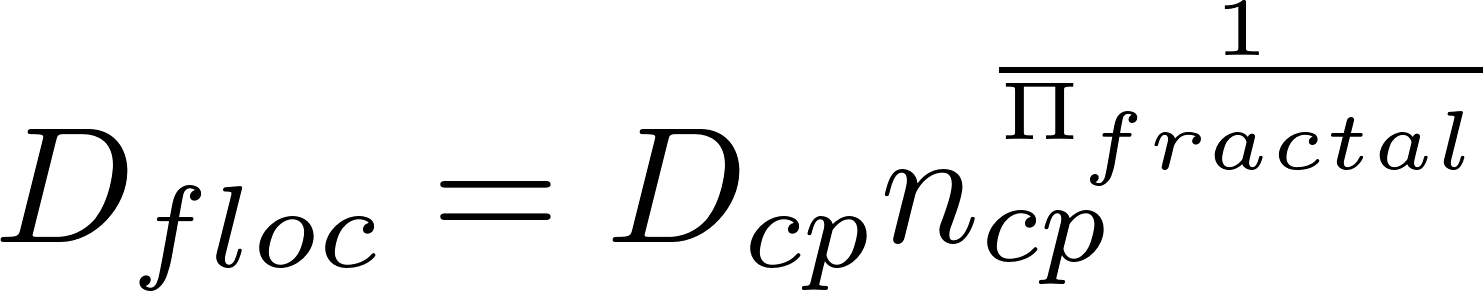 $D_{floc} = D_{cp} n_{cp}^{\frac{1}{\Pi_{fractal}}}$